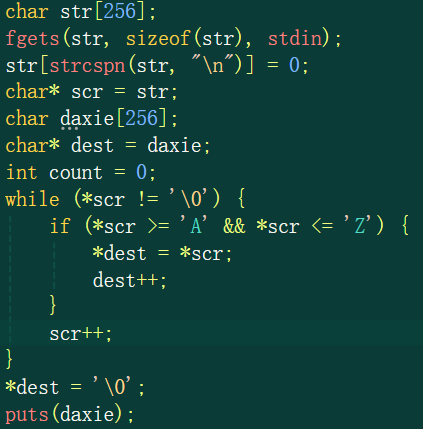 char str[256];
fgets(str, sizeof(str), stdin);
str[strcspn(str, "\n")] = 0;
char* scr = str;
char daxie[256];
char* dest = daxie;
int count = 0;
while (*scr != '\0') {
    if (*scr >= 'A' && *scr <= 'Z') {
        *dest = *scr;
        dest++;
    }
    scr++;
}
*dest = '\0';
puts(daxie);